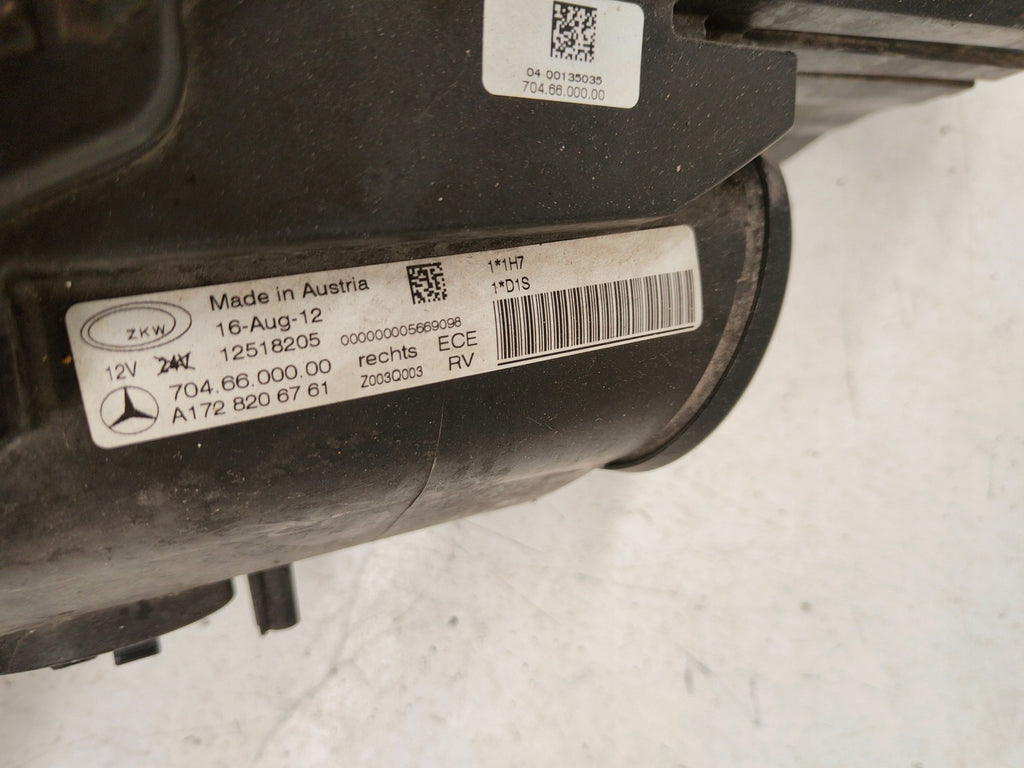 04 00135035
704.66.000.00
ZKW
Made in Austria
16-Aug-12
12V 24V 12518205 000000005669098
704.66.000.00 rechts ECE
A172 820 67 61 Z003Q003 RV
1*1H7
1*D1S